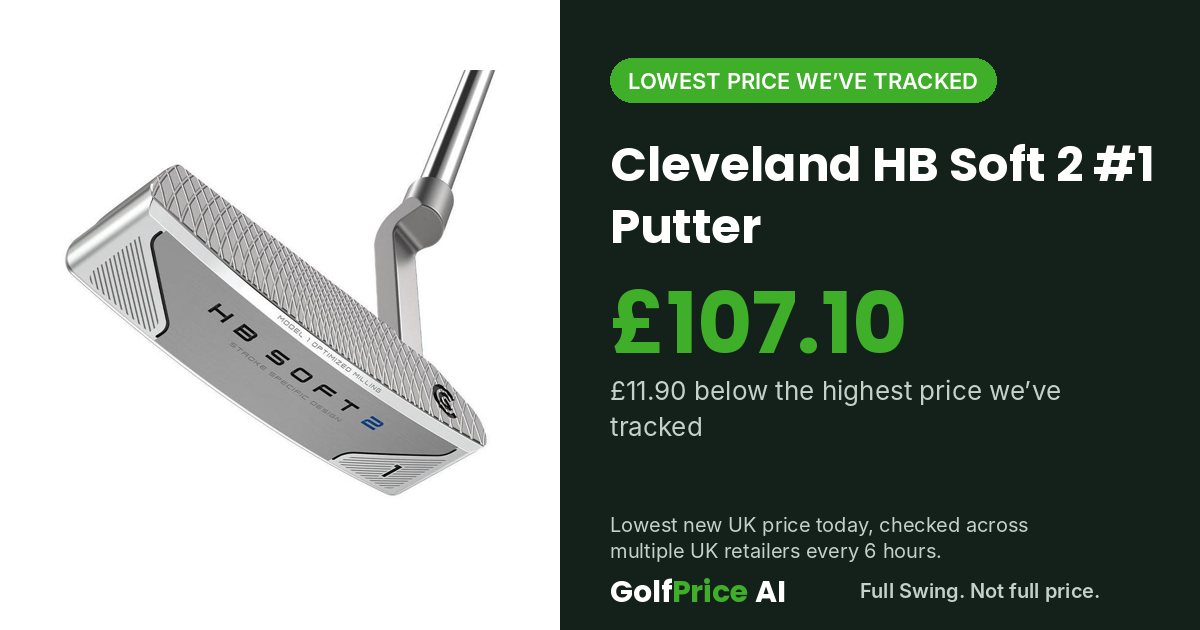 LOWEST PRICE WE’VE TRACKED
Cleveland HB Soft 2 #1
Putter
£107.10
£11.90 below the highest price we’ve
tracked
Lowest new UK price today, checked across
multiple UK retailers every 6 hours.
GolfPrice AI
Full Swing. Not full price.
MODEL 1 OPTIMIZED MILLING
HB SOFT 2
STROKE SPECIFIC DESIGN
1